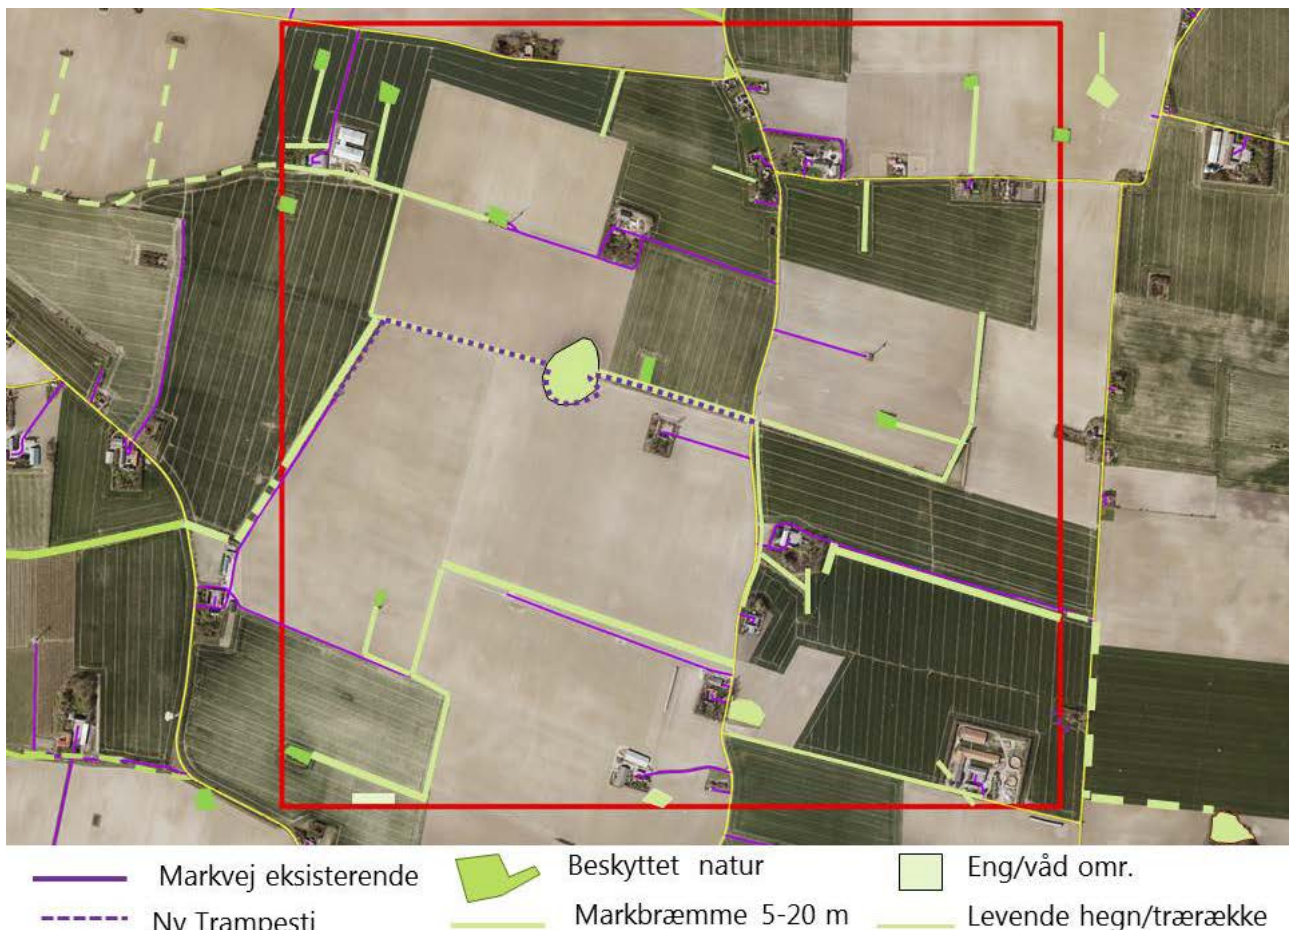 Markvej eksisterende
Beskyttet natur
Eng/våd omr.
Ny Trampesti
Markbræmme 5-20 m
Levende hegn/trærække